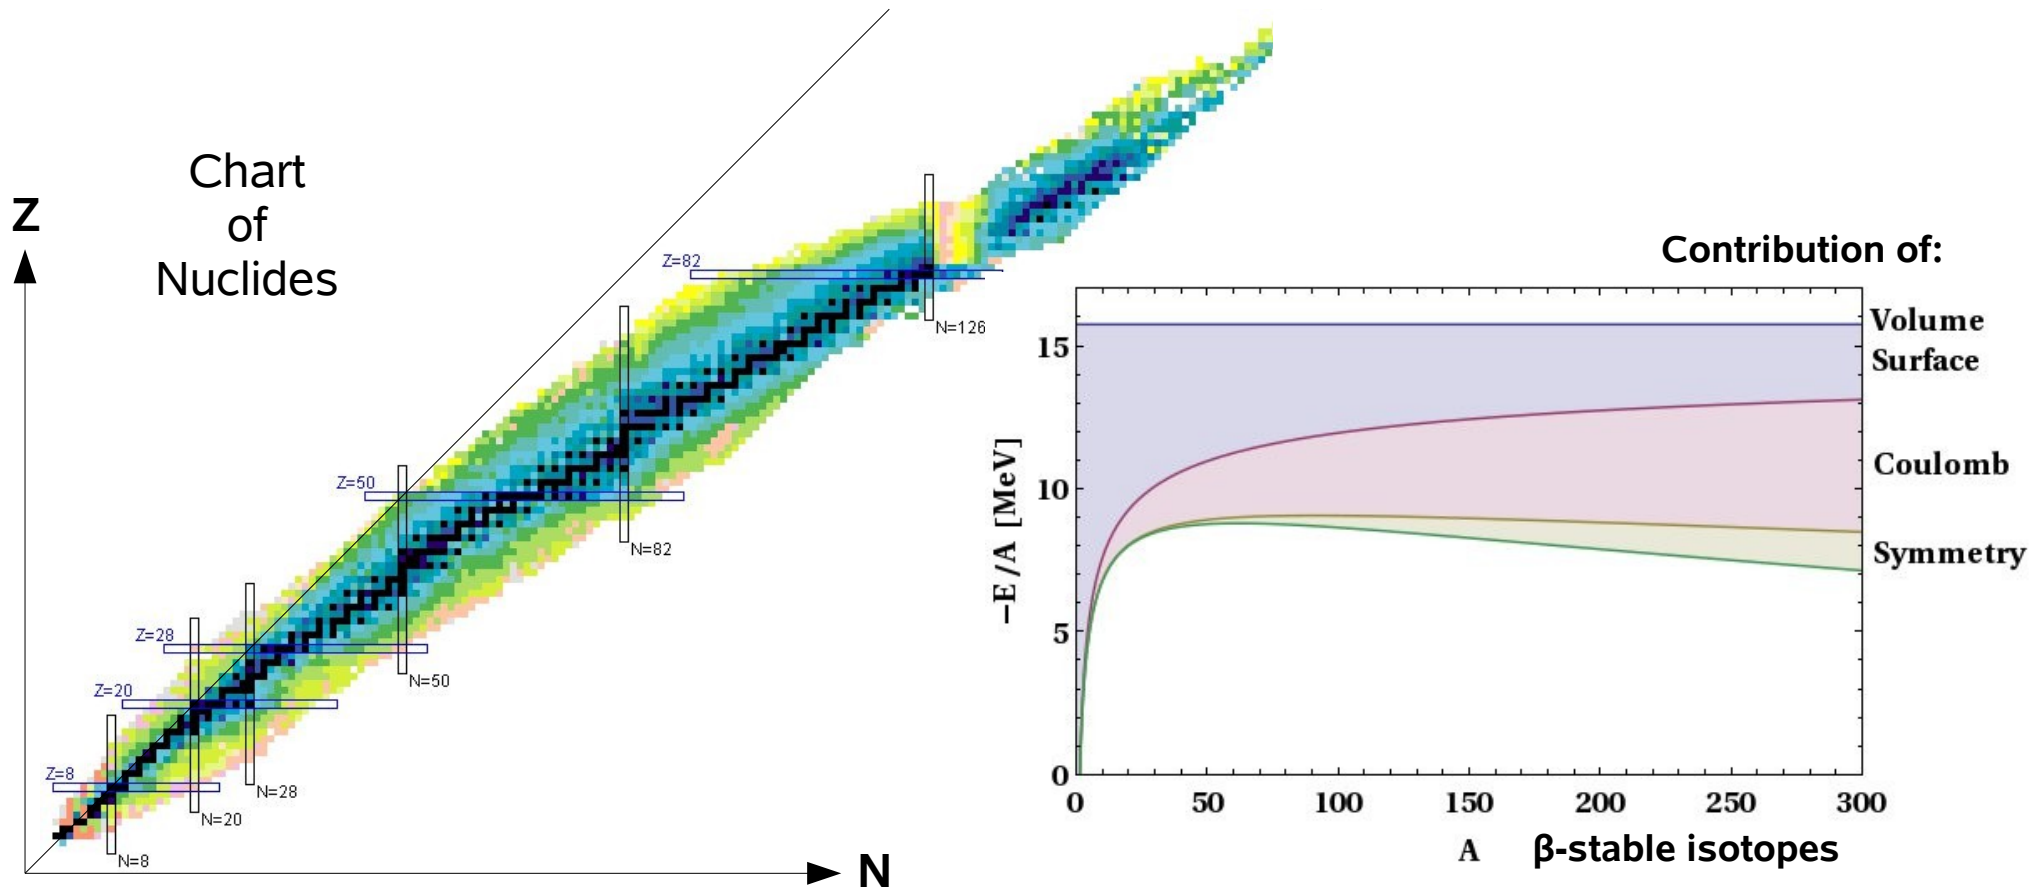 Chart
of
Nuclides
Z
N
Z=82
Z=50
Z=28
Z=20
Z=8
N=126
N=82
N=50
N=28
N=20
N=8
Contribution of:
Volume
Surface
Coulomb
Symmetry
−E/A [MeV]
15
10
5
0
0 50 100 150 200 250 300
A β-stable isotopes